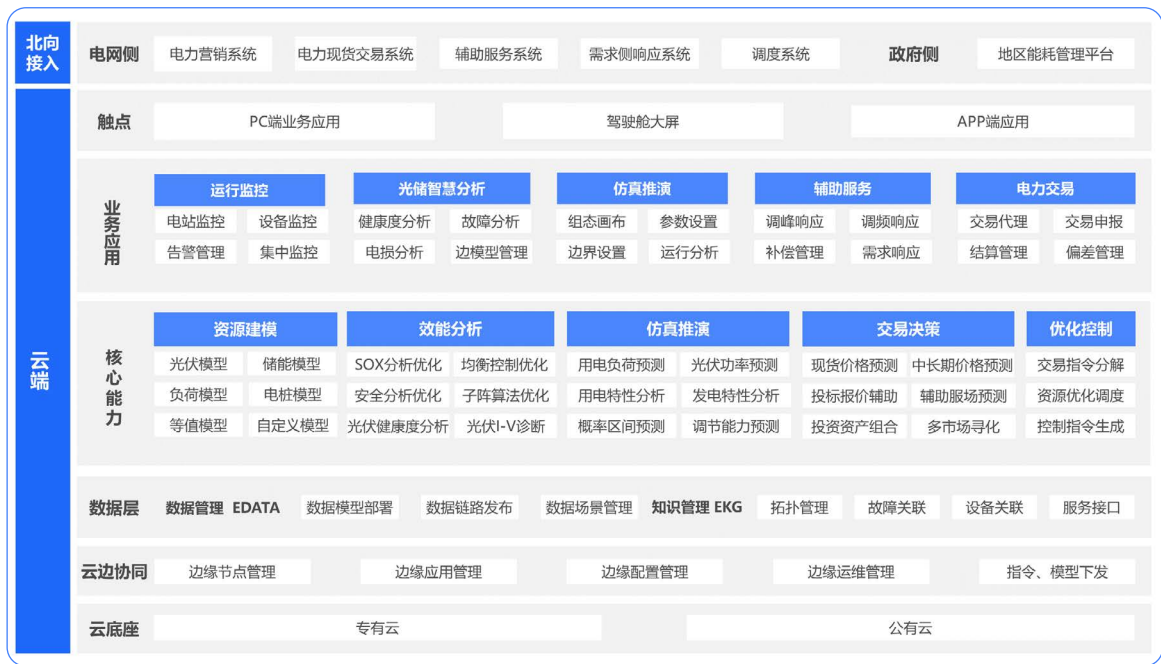 北向
接入
电网侧 电力营销系统 电力现货交易系统 辅助服务系统 需求侧响应系统 调度系统 政府侧 地区能耗管理平台
云端
触点 PC端业务应用 驾驶舱大屏 APP端应用
业务应用
运行监控 光储智慧分析 仿真推演 辅助服务 电力交易
电站监控 设备监控 健康度分析 故障分析 组态画布 参数设置 调峰响应 调频响应 交易代理 交易申报
告警管理 集中监控 电损分析 边模型管理 边界设置 运行分析 补偿管理 需求响应 结算管理 偏差管理
核心能力
资源建模 效能分析 仿真推演 交易决策 优化控制
光伏模型 储能模型 SOX分析优化 均衡控制优化 用电负荷预测 光伏功率预测 现货价格预测 中长期价格预测 交易指令分解
负荷模型 电桩模型 安全分析优化 子阵算法优化 用电特性分析 发电特性分析 投标报价辅助 辅助服场预测 资源优化调度
等值模型 自定义模型 光伏健康度分析 光伏I-V诊断 概率区间预测 调节能力预测 投资资产组合 多市场寻化 控制指令生成
数据层 数据管理 EDATA 数据模型部署 数据链路发布 数据场景管理 知识管理 EKG 拓扑管理 故障关联 设备关联 服务接口
云边协同 边缘节点管理 边缘应用管理 边缘配置管理 边缘运维管理 指令、模型下发
云底座 专有云 公有云